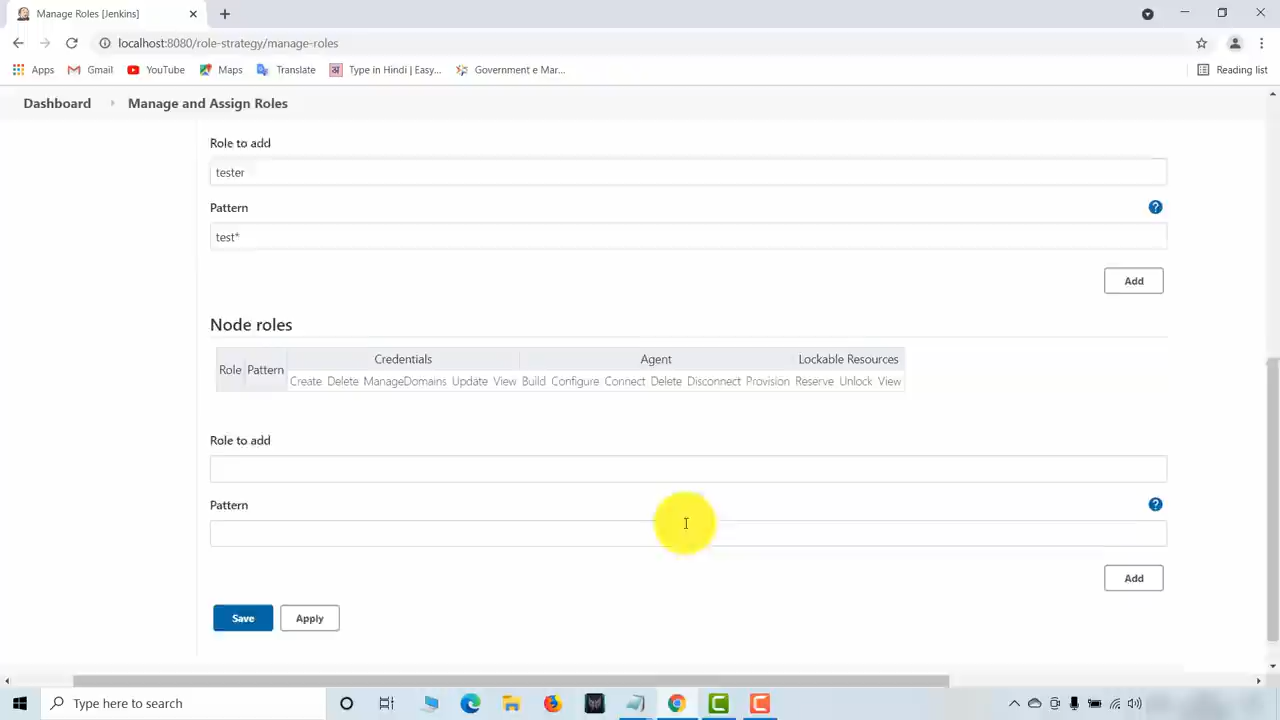 Manage Roles [Jenkins]
localhost:8080/role-strategy/manage-roles
Apps Gmail YouTube Maps Translate Type in Hindi | Easy... Government e Mar... Reading list
Dashboard Manage and Assign Roles
Role to add
tester
Pattern
test*
Add
Node roles
Role Pattern Credentials Agent Lockable Resources
Create Delete ManageDomains Update View Build Configure Connect Delete Disconnect Provision Reserve Unlock View
Role to add
Pattern
Add
Save Apply
Type here to search